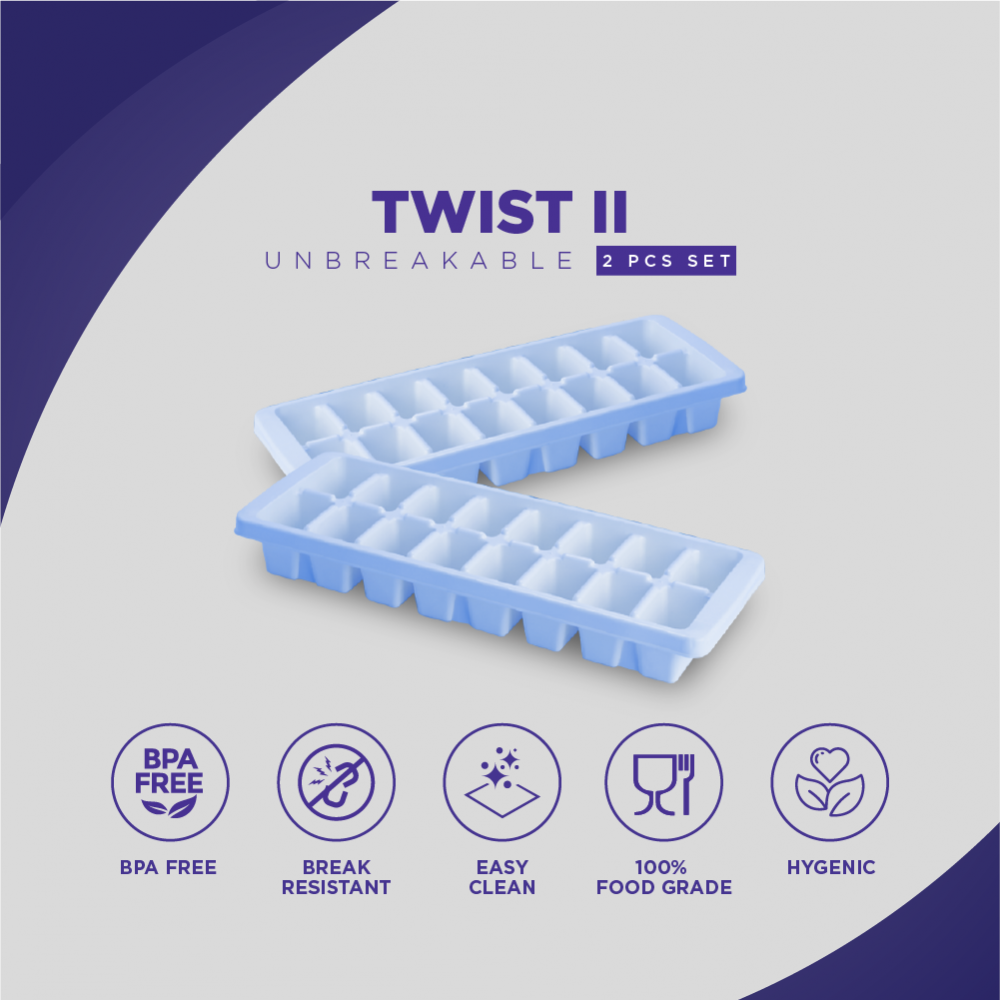 TWIST II
UNBREAKABLE 2 PCS SET
BPA
FREE
BPA FREE
BREAK
RESISTANT
EASY
CLEAN
100%
FOOD GRADE
HYGENIC